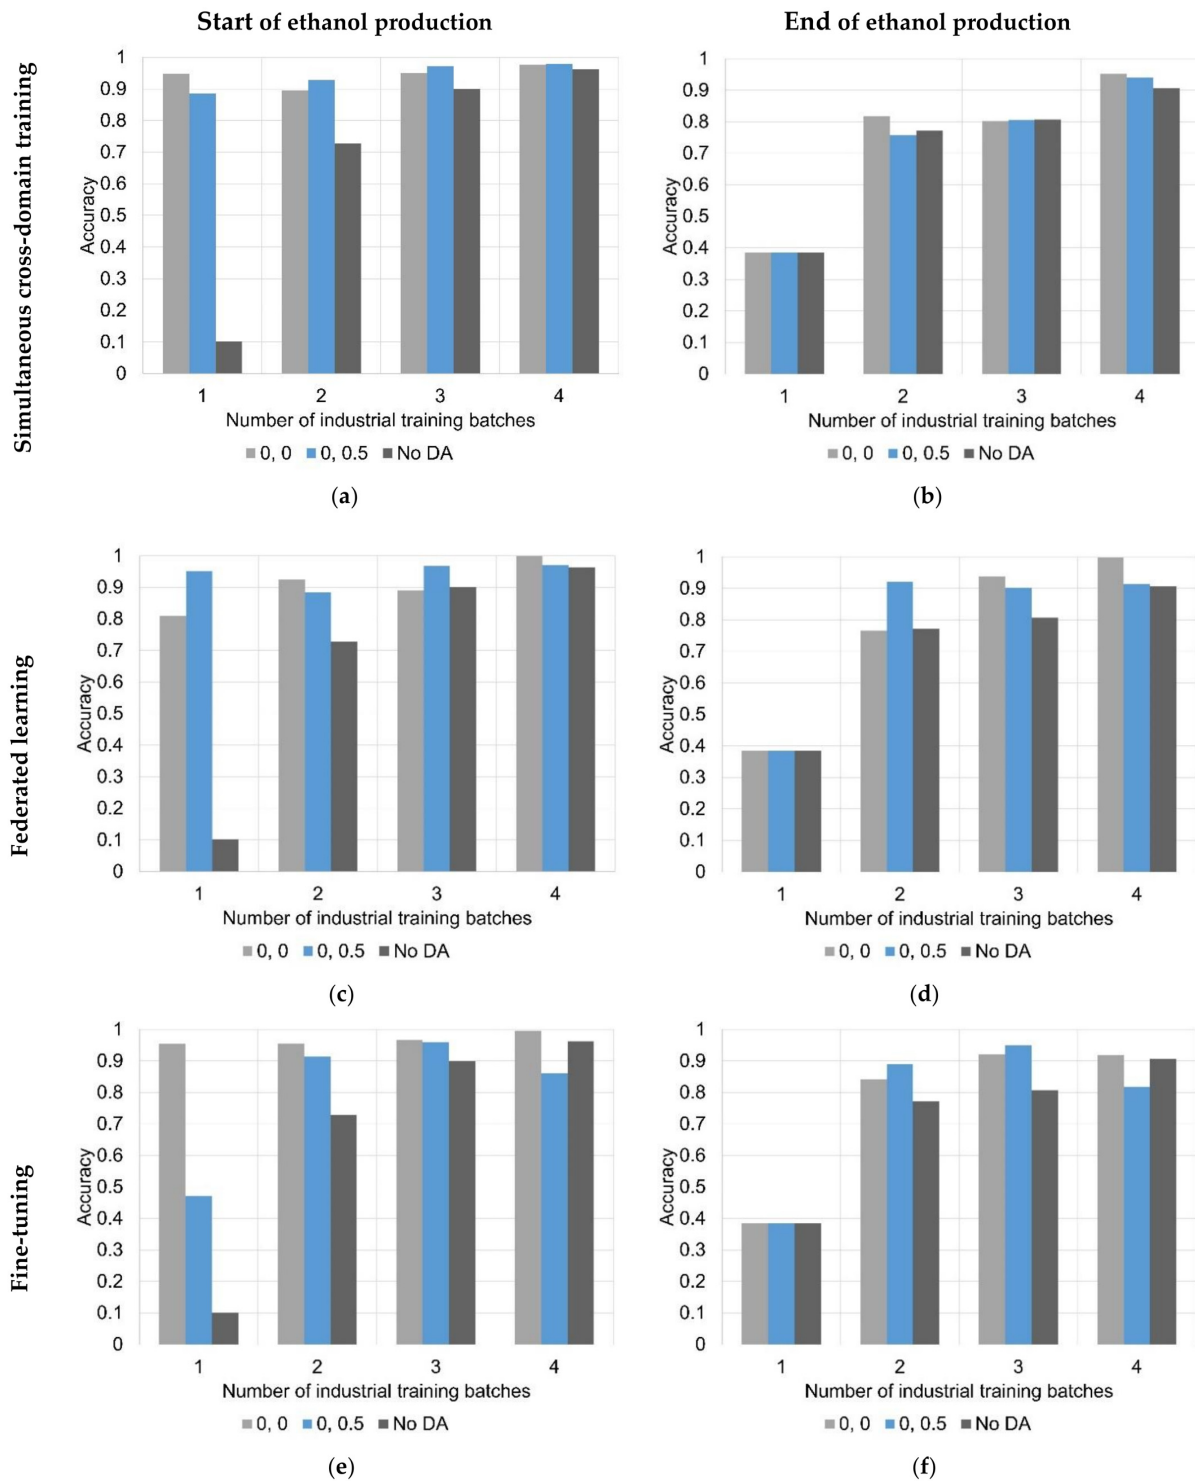 Start of ethanol production
End of ethanol production
Simultaneous cross-domain training
1
0.9
0.8
0.7
0.6
0.5
0.4
0.3
0.2
0.1
0
Accuracy
1 2 3 4
Number of industrial training batches
0, 0 0, 0.5 No DA
(a)
1
0.9
0.8
0.7
0.6
0.5
0.4
0.3
0.2
0.1
0
Accuracy
1 2 3 4
Number of industrial training batches
0, 0 0, 0.5 No DA
(b)
Federated learning
1
0.9
0.8
0.7
0.6
0.5
0.4
0.3
0.2
0.1
0
Accuracy
1 2 3 4
Number of industrial training batches
0, 0 0, 0.5 No DA
(c)
1
0.9
0.8
0.7
0.6
0.5
0.4
0.3
0.2
0.1
0
Accuracy
1 2 3 4
Number of industrial training batches
0, 0 0, 0.5 No DA
(d)
Fine-tuning
1
0.9
0.8
0.7
0.6
0.5
0.4
0.3
0.2
0.1
0
Accuracy
1 2 3 4
Number of industrial training batches
0, 0 0, 0.5 No DA
(e)
1
0.9
0.8
0.7
0.6
0.5
0.4
0.3
0.2
0.1
0
Accuracy
1 2 3 4
Number of industrial training batches
0, 0 0, 0.5 No DA
(f)